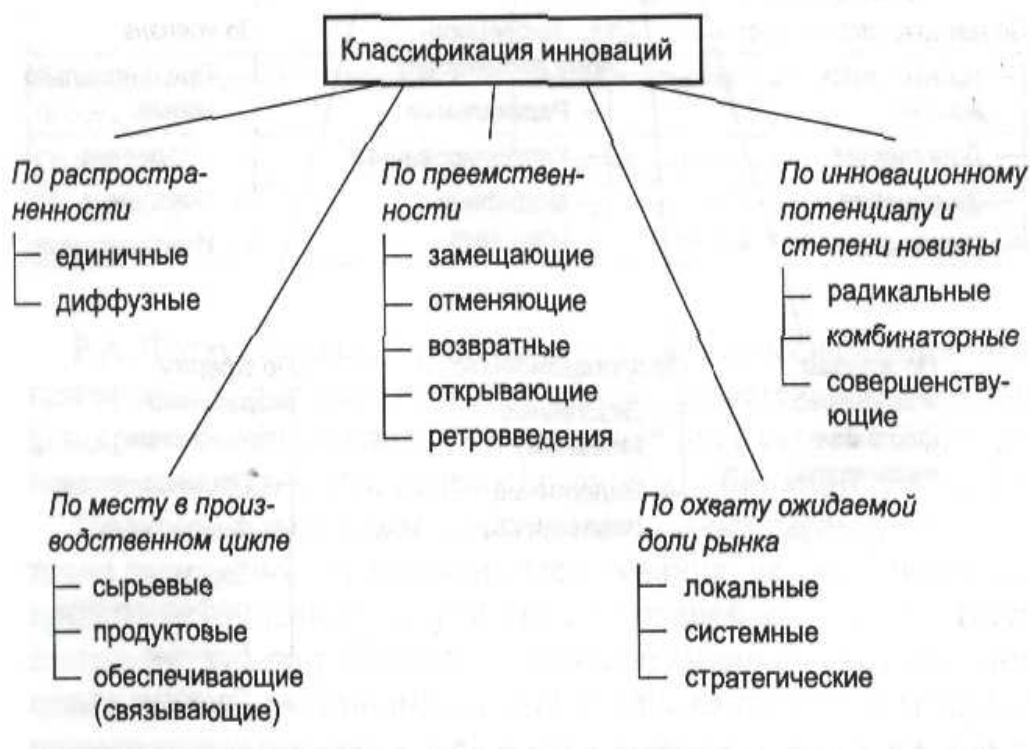 Классификация инноваций
По распростра-
ненности
единичные
диффузные
По преемствен-
ности
замещающие
отменяющие
возвратные
открывающие
ретровведения
По инновационному
потенциалу и
степени новизны
радикальные
комбинаторные
совершенству-
ющие
По месту в произ-
водственном цикле
сырьевые
продуктовые
обеспечивающие
(связывающие)
По охвату ожидаемой
доли рынка
локальные
системные
стратегические